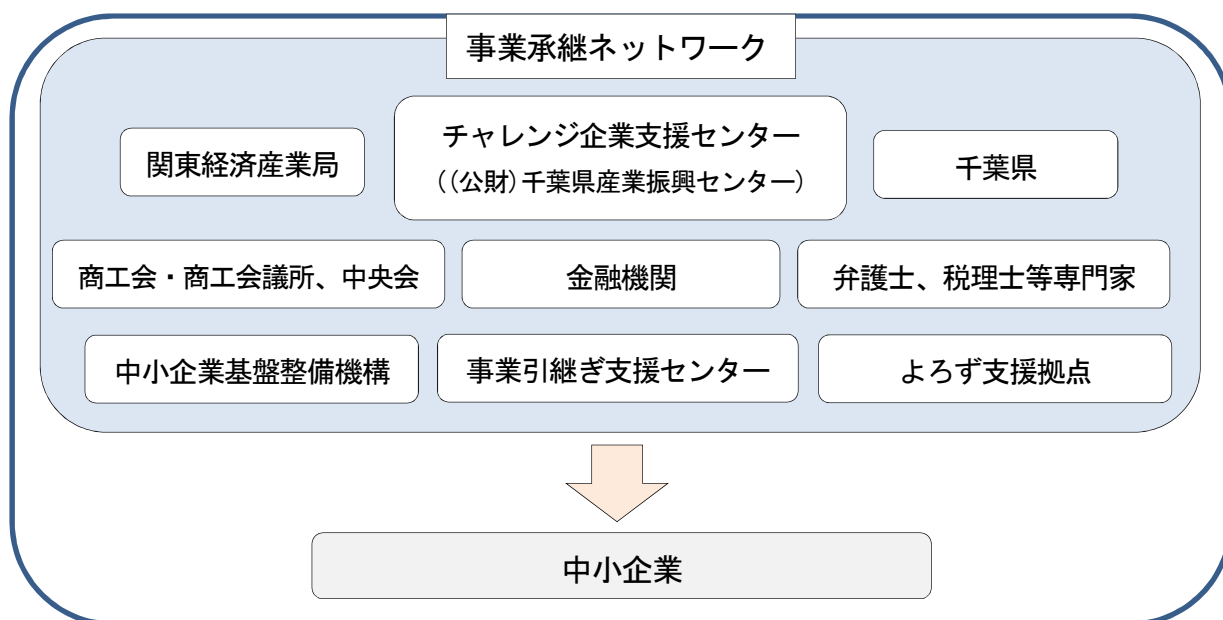 事業承継ネットワーク
関東経済産業局
チャレンジ企業支援センター
((公財)千葉県産業振興センター)
千葉県
商工会・商工会議所、中央会
金融機関
弁護士、税理士等専門家
中小企業基盤整備機構
事業引継ぎ支援センター
よろず支援拠点
中小企業